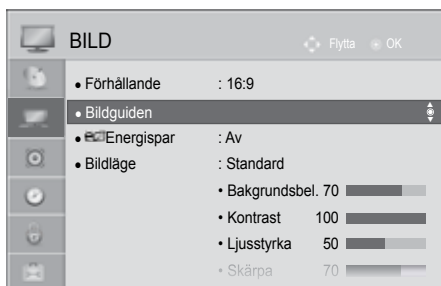 BILD
Flytta OK
• Förhållande : 16:9
• Bildguiden
• Energispar : Av
• Bildläge : Standard
• Bakgrundsbel. 70
• Kontrast 100
• Ljusstyrka 50
• Skärpa 70